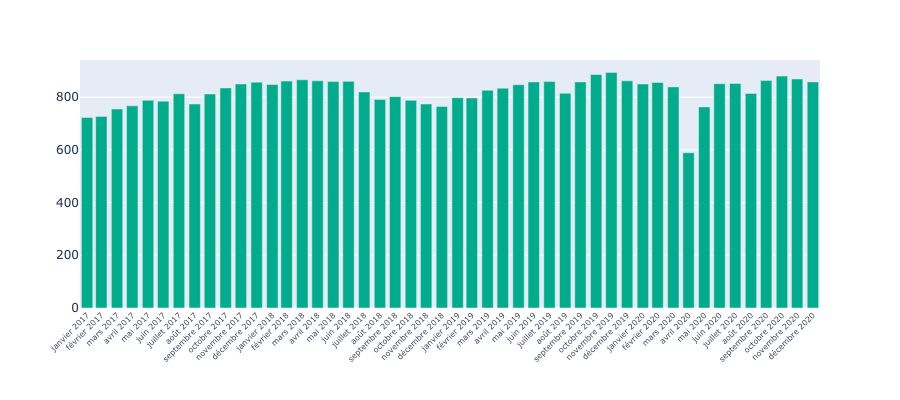 800
600
400
200
0
janvier 2017
février 2017
mars 2017
avril 2017
mai 2017
juin 2017
juillet 2017
août 2017
septembre 2017
octobre 2017
novembre 2017
décembre 2017
janvier 2018
février 2018
mars 2018
avril 2018
mai 2018
juin 2018
juillet 2018
août 2018
septembre 2018
octobre 2018
novembre 2018
décembre 2018
janvier 2019
février 2019
mars 2019
avril 2019
mai 2019
juin 2019
juillet 2019
août 2019
septembre 2019
octobre 2019
novembre 2019
décembre 2019
janvier 2020
février 2020
mars 2020
avril 2020
mai 2020
juin 2020
juillet 2020
août 2020
septembre 2020
octobre 2020
novembre 2020
décembre 2020